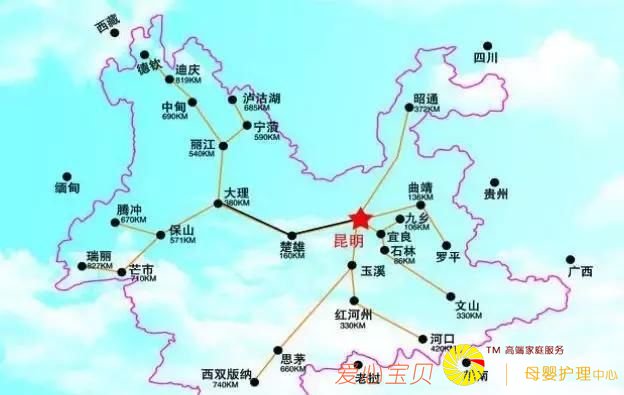 西藏
德钦
迪庆
819KM
中甸
690KM
泸沽湖
685KM
宁蒗
590KM
丽江
540KM
四川
昭通
372KM
缅甸
大理
380KM
腾冲
670KM
保山
571KM
瑞丽
827KM
芒市
710KM
楚雄
160KM
昆明
曲靖
136KM
九乡
106KM
贵州
宜良
石林
86KM
罗平
广西
玉溪
红河州
330KM
文山
330KM
河口
420KM
思茅
660KM
西双版纳
740KM
老挝
爱心宝贝
TM 高端家庭服务
母婴护理中心